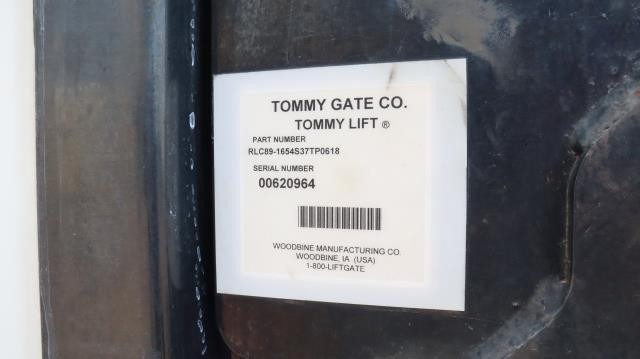 TOMMY GATE CO.
TOMMY LIFT ®
PART NUMBER
RLC89-1654S37TP0618
SERIAL NUMBER
00620964
WOODBINE MANUFACTURING CO.
WOODBINE, IA (USA)
1-800-LIFTGATE